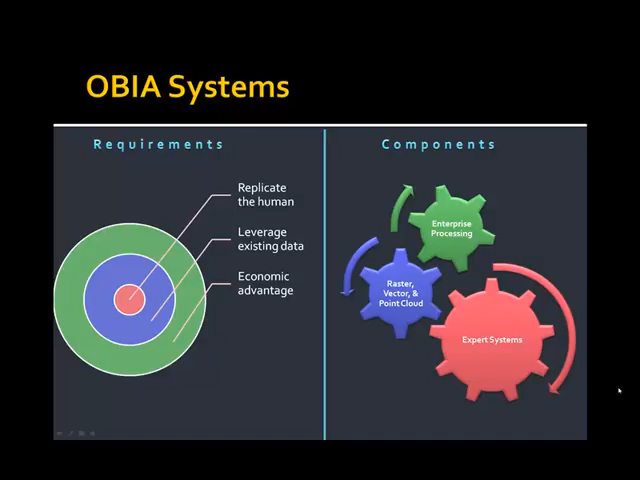 OBIA Systems
Requirements
Replicate
the human
Leverage
existing data
Economic
advantage
Components
Enterprise
Processing
Raster,
Vector, &
Point Cloud
Expert Systems